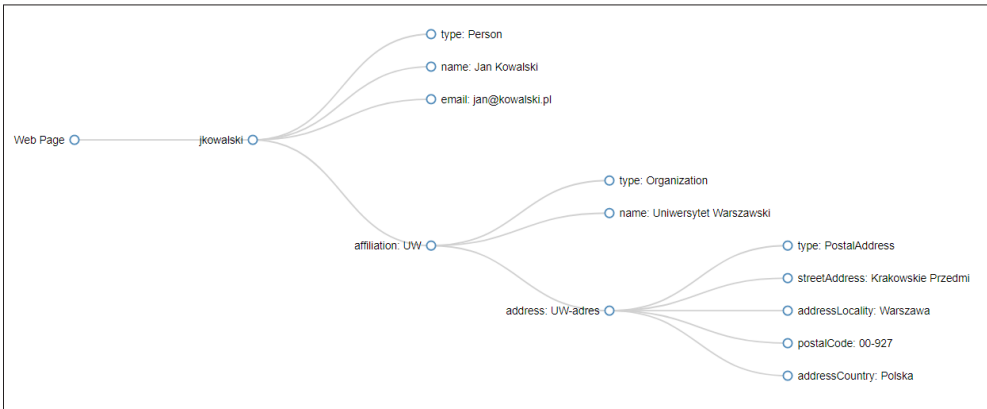 type: Person
name: Jan Kowalski
email: jan@kowalski.pl
Web Page
jkowalski
type: Organization
name: Uniwersytet Warszawski
affiliation: UW
type: PostalAddress
streetAddress: Krakowskie Przedmi
address: UW-adres
addressLocality: Warszawa
postalCode: 00-927
addressCountry: Polska